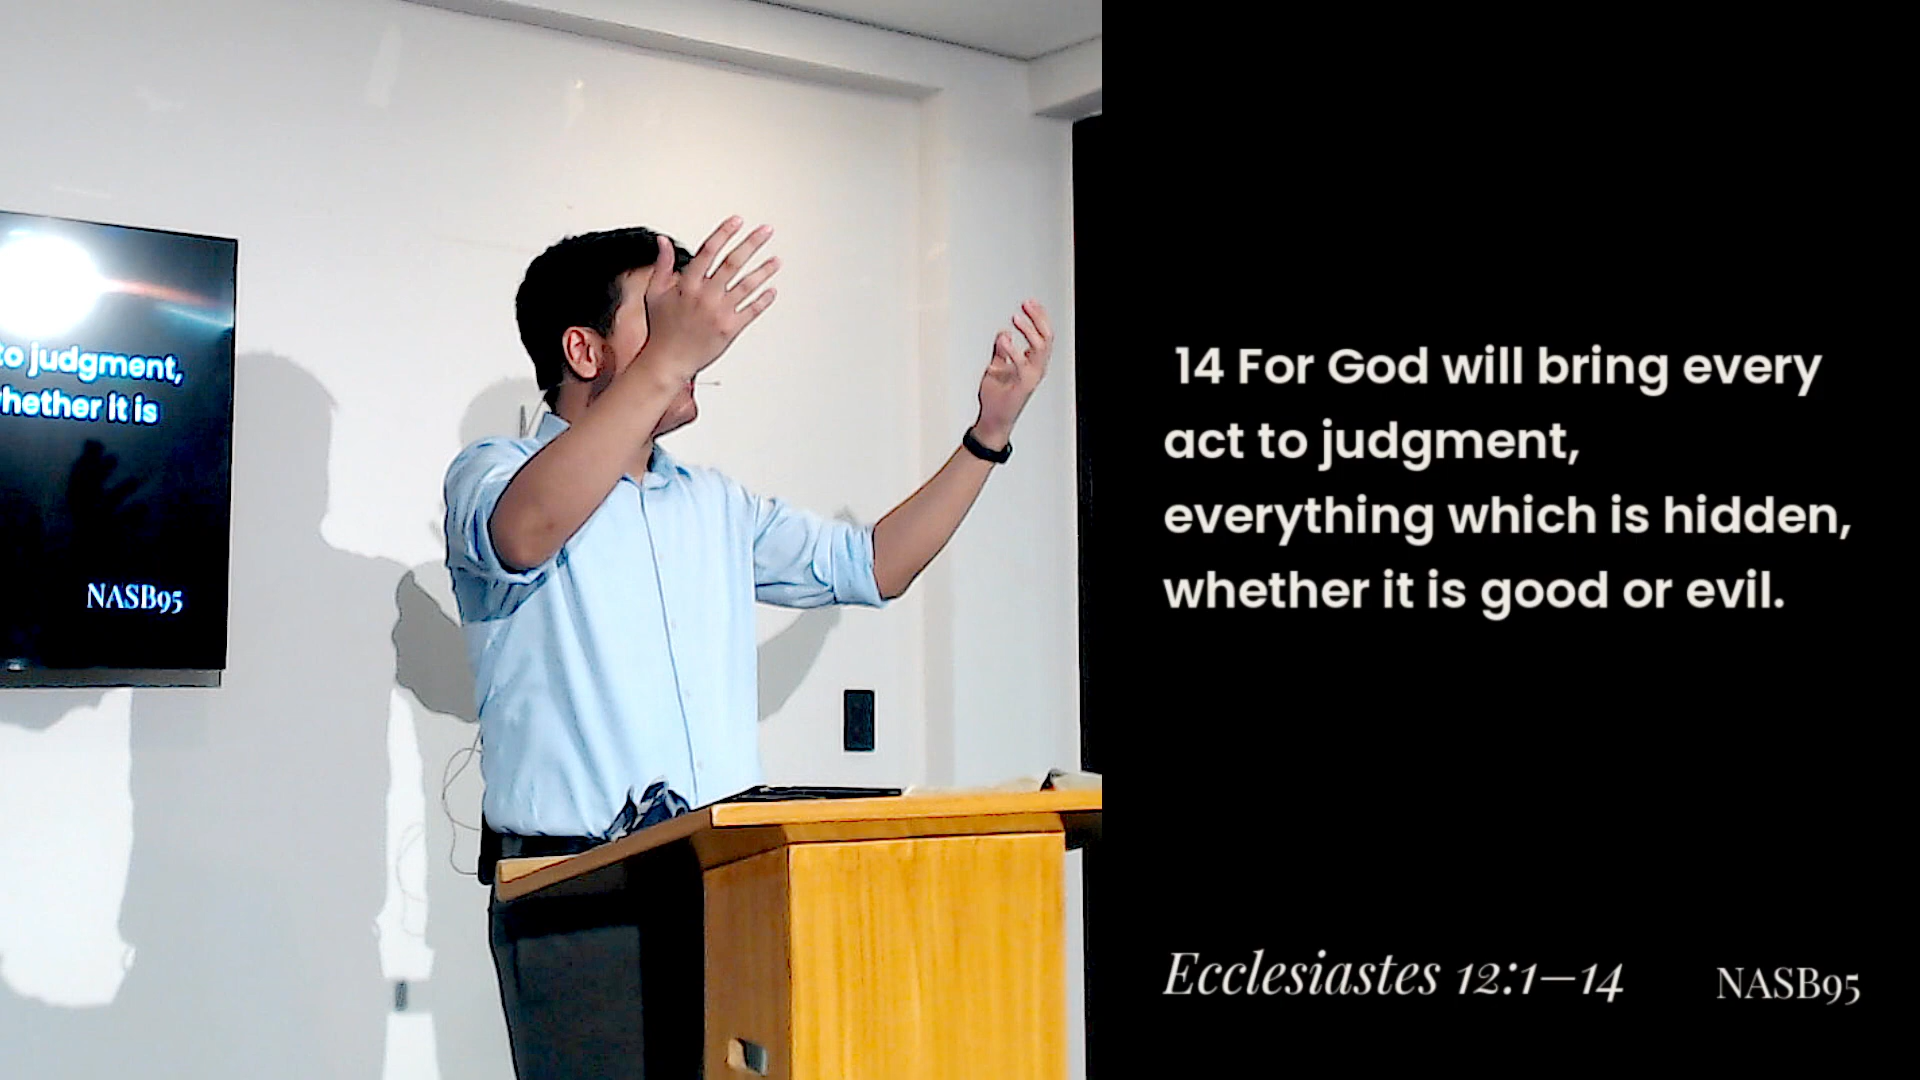 to judgment,
whether it is
NASB95
14 For God will bring every
act to judgment,
everything which is hidden,
whether it is good or evil.
Ecclesiastes 12:1–14
NASB95